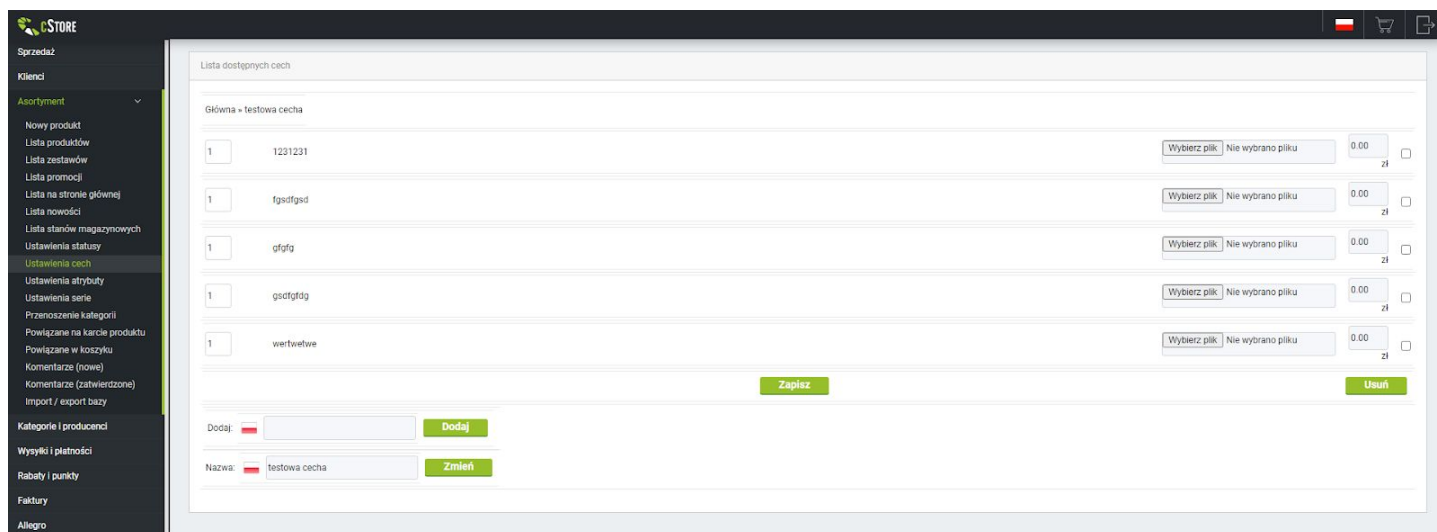 cSTORE
Sprzedaż
Klienci
Asortyment
Nowy produkt
Lista produktów
Lista zestawów
Lista promocji
Lista na stronie głównej
Lista nowości
Lista stanów magazynowych
Ustawienia statusy
Ustawienia cech
Ustawienia atrybuty
Ustawienia serie
Przenoszenie kategorii
Powiązane na karcie produktu
Powiązane w koszyku
Komentarze (nowe)
Komentarze (zatwierdzone)
Import / export bazy
Kategorie i producenci
Wysyłki i płatności
Rabaty i punkty
Faktury
Allegro
Lista dostępnych cech
Główna » testowa cecha
1 1231231 Wybierz plik Nie wybrano pliku 0.00 zł
1 fgsdfgsd Wybierz plik Nie wybrano pliku 0.00 zł
1 gfgfg Wybierz plik Nie wybrano pliku 0.00 zł
1 gsdfgfdg Wybierz plik Nie wybrano pliku 0.00 zł
1 wertwetwe Wybierz plik Nie wybrano pliku 0.00 zł
Zapisz Usuń
Dodaj: Dodaj
Nazwa: testowa cecha Zmień